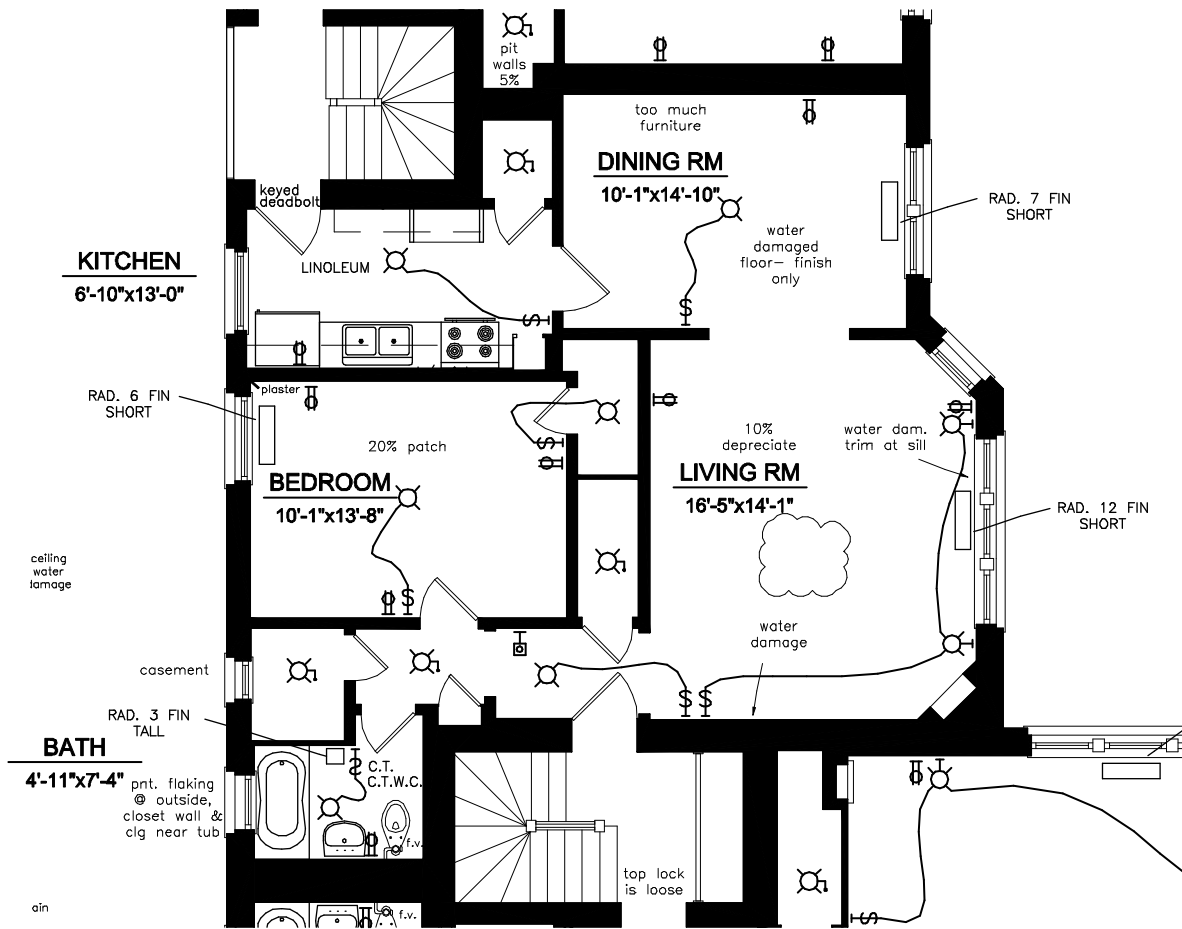 pit
walls
5%
too much
furniture
DINING RM
10'-1"x14'-10"
keyed
deadbolt
RAD. 7 FIN
SHORT
water
damaged
floor- finish
only
KITCHEN
6'-10"x13'-0"
LINOLEUM
S
S
plaster
RAD. 6 FIN
SHORT
20% patch
S
10%
depreciate
water dam.
trim at sill
BEDROOM
10'-1"x13'-8"
LIVING RM
16'-5"x14'-1"
RAD. 12 FIN
SHORT
ceiling
water
damage
S
water
damage
casement
S S
RAD. 3 FIN
TALL
BATH
4'-11"x7'-4"
S
C.T.
C.T.W.C.
pnt. flaking
@ outside,
closet wall &
clg near tub
f.v.
top lock
is loose
ain
f.v.
S